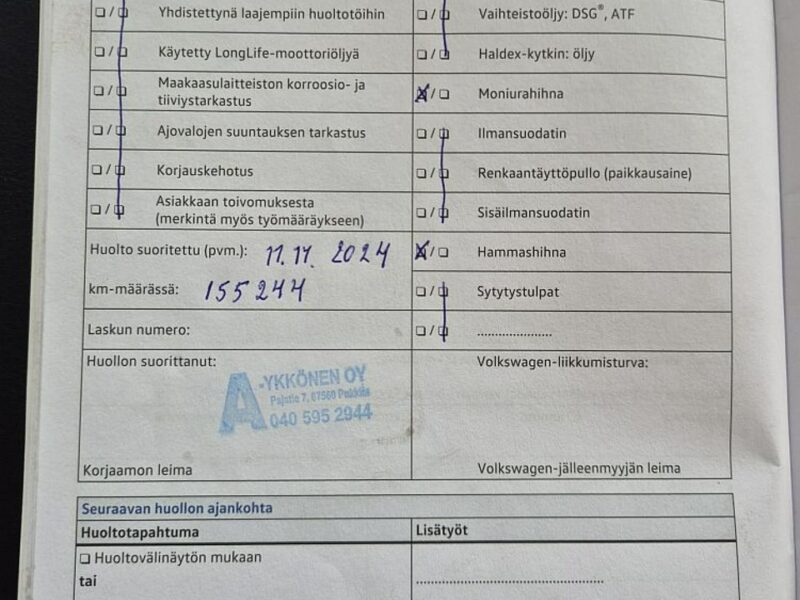 Yhdistettynä laajempiin huoltotöihin
Käytetty LongLife-moottoriöljyä
Maakaasulaitteiston korroosio- ja
tiiviystarkastus
Ajovalojen suuntauksen tarkastus
Korjauskehotus
Asiakkaan toivomuksesta
(merkintä myös työmääräykseen)
Huolto suoritettu (pvm.): 11.11. 2024
km-määrässä: 155244
Laskun numero:
Huollon suorittanut:
A-YKKÖNEN OY
040 595 2944
Korjaamon leima
Vaihteistoöljy: DSG®, ATF
Haldex-kytkin: öljy
Moniurahihna
Ilmansuodatin
Renkaantäyttöpullo (paikkausaine)
Sisäilmansuodatin
Hammashihna
Sytytystulpat
Volkswagen-liikkumisturva:
Volkswagen-jälleenmyyjän leima
Seuraavan huollon ajankohta
Huoltotapahtuma
Lisätyöt
Huoltovälinäytön mukaan
tai